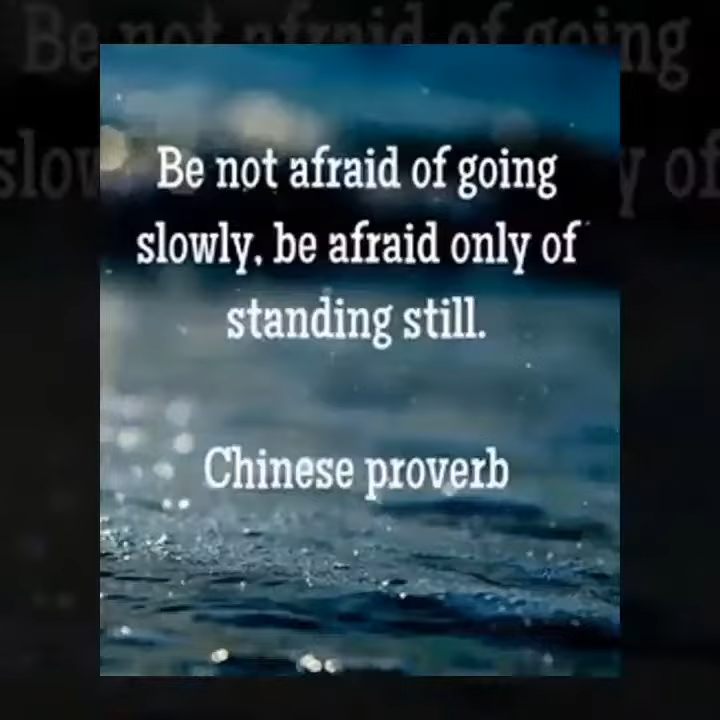 Be not afraid of going
slowly, be afraid only of
standing still.
Chinese proverb